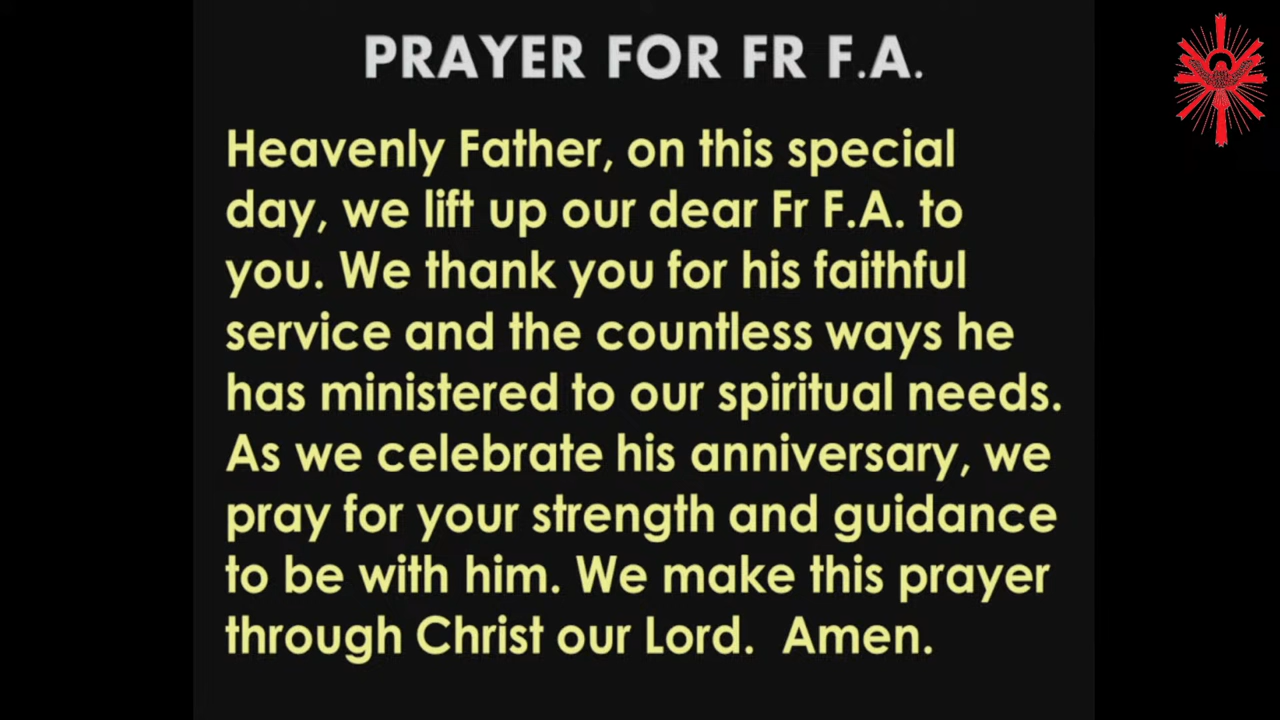 PRAYER FOR FR F.A.
Heavenly Father, on this special
day, we lift up our dear Fr F.A. to
you. We thank you for his faithful
service and the countless ways he
has ministered to our spiritual needs.
As we celebrate his anniversary, we
pray for your strength and guidance
to be with him. We make this prayer
through Christ our Lord.  Amen.